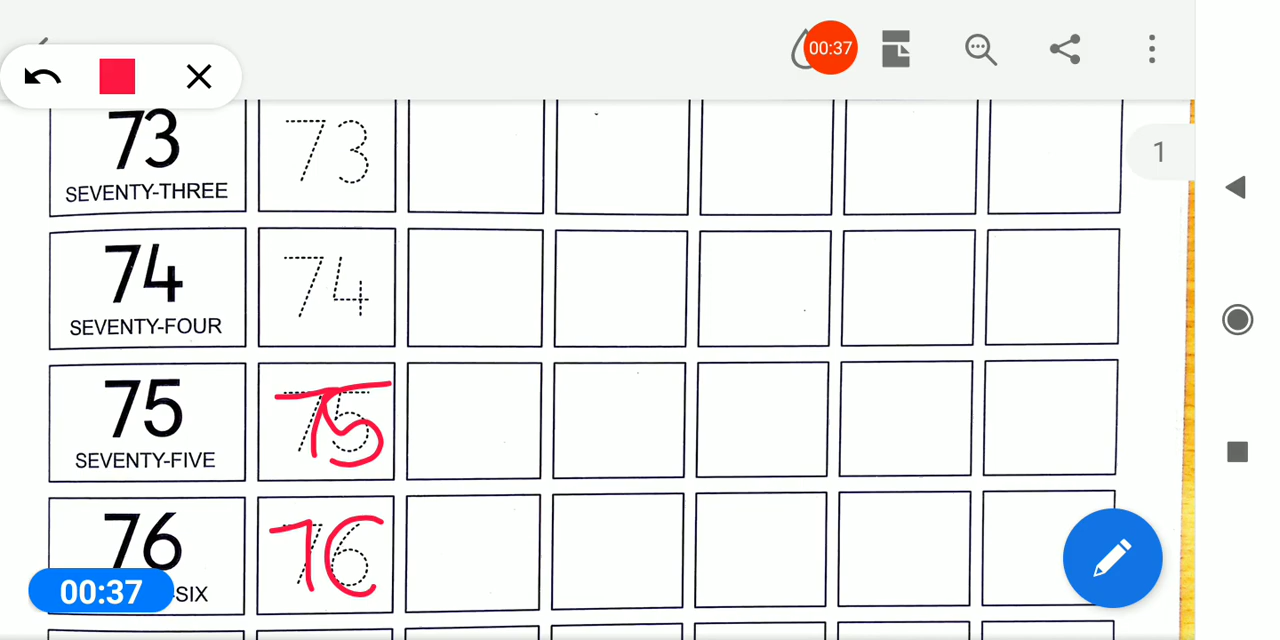 00:37
1
73 73
SEVENTY-THREE
74 74
SEVENTY-FOUR
75 75
SEVENTY-FIVE
76 76
SIX
00:37